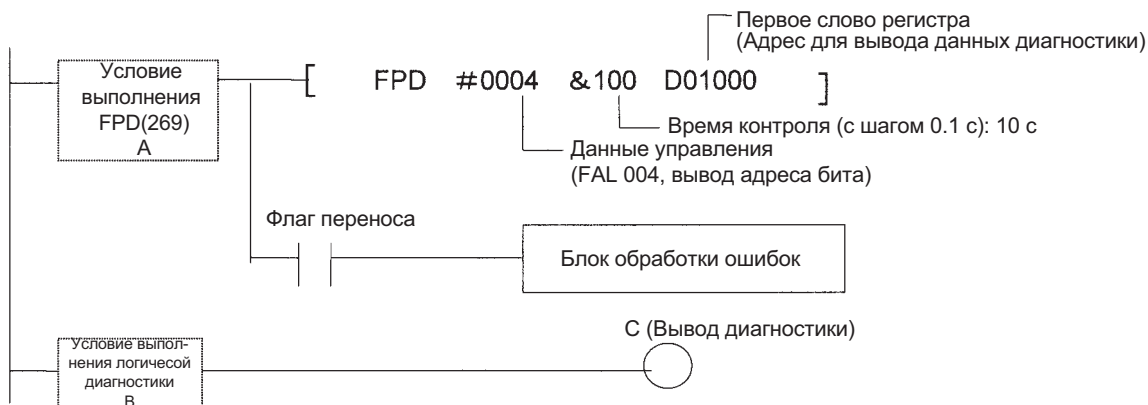 Первое слово регистра
(Адрес для вывода данных диагностики)
Условие
выполнения
FPD(269)
A
[ FPD #0004 &100 D01000 ]
Время контроля (с шагом 0.1 с): 10 с
Данные управления
(FAL 004, вывод адреса бита)
Флаг переноса
Блок обработки ошибок
C (Вывод диагностики)
Условие выпол-
нения логичесой
диагностики
B